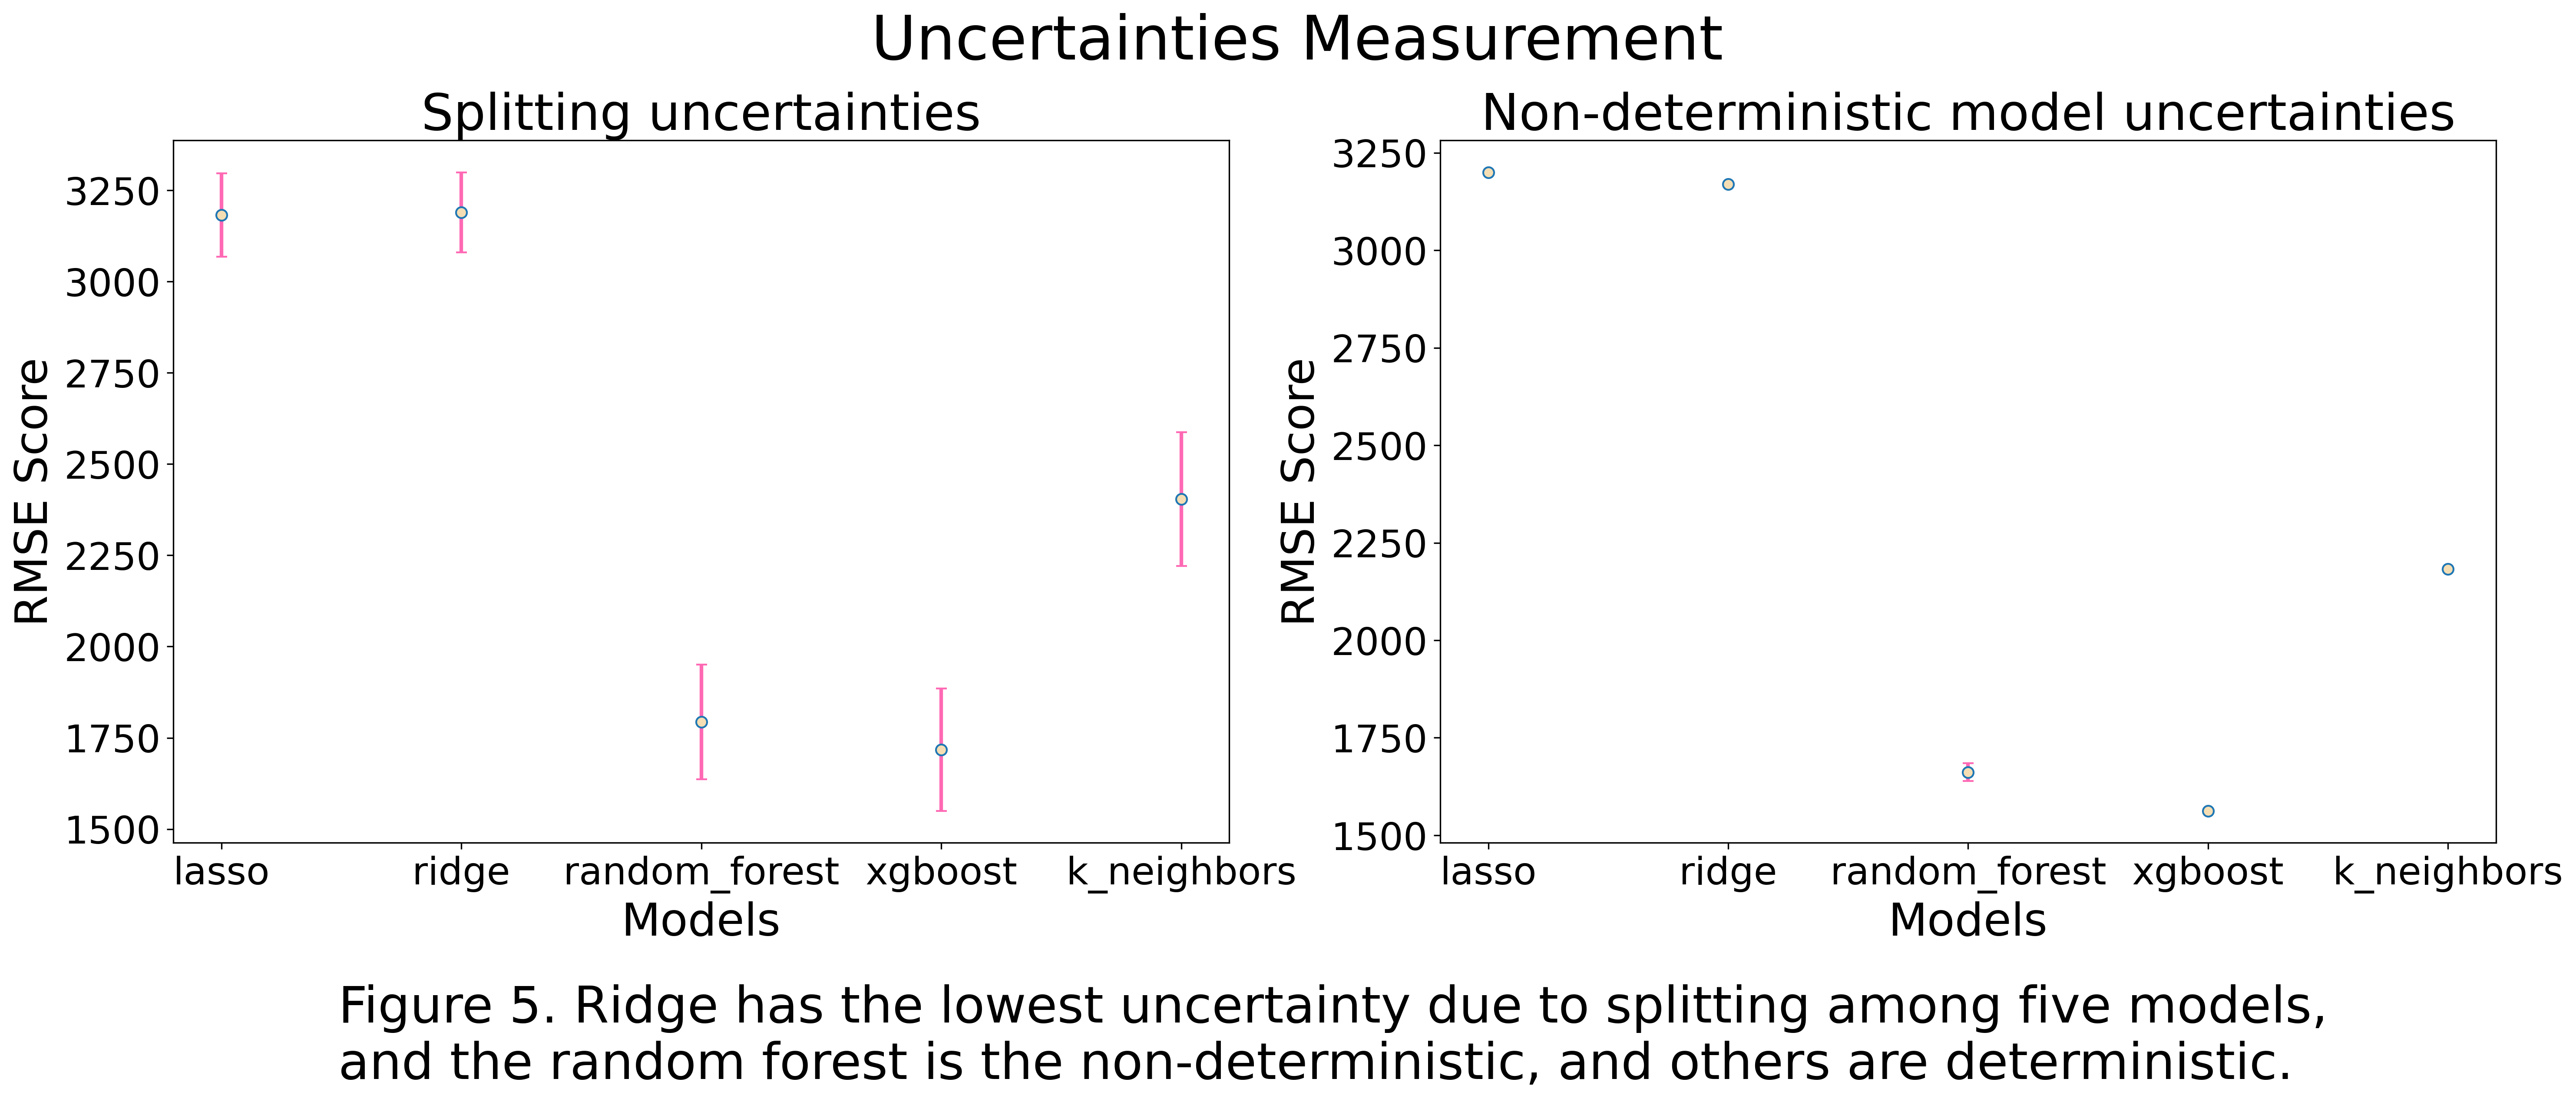 Uncertainties Measurement
Splitting uncertainties
RMSE Score
3250
3000
2750
2500
2250
2000
1750
1500
lasso ridge random_forest xgboost k_neighbors
Models
Non-deterministic model uncertainties
RMSE Score
3250
3000
2750
2500
2250
2000
1750
1500
lasso ridge random_forest xgboost k_neighbors
Models
Figure 5. Ridge has the lowest uncertainty due to splitting among five models,
and the random forest is the non-deterministic, and others are deterministic.